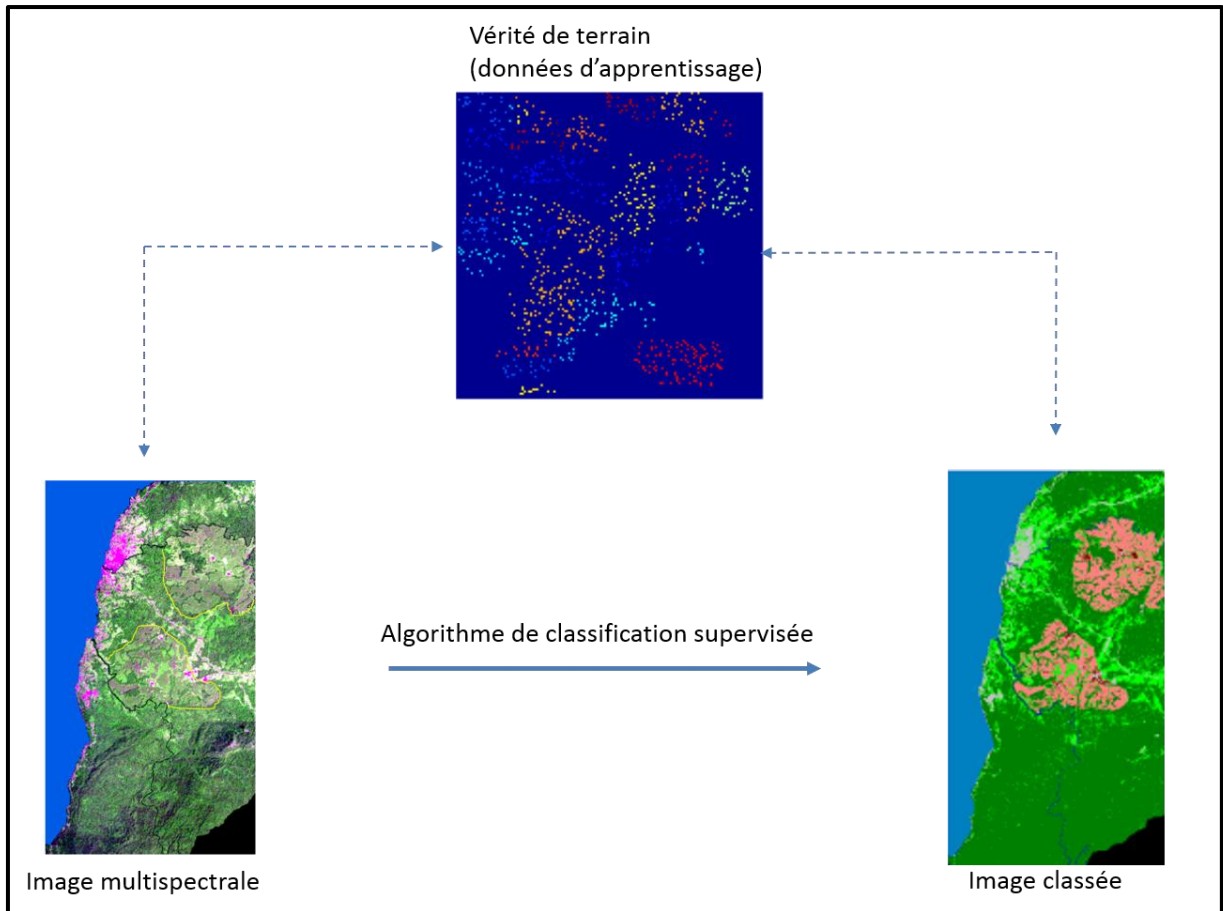 Vérité de terrain
(données d'apprentissage)
Algorithme de classification supervisée
Image multispectrale
Image classée